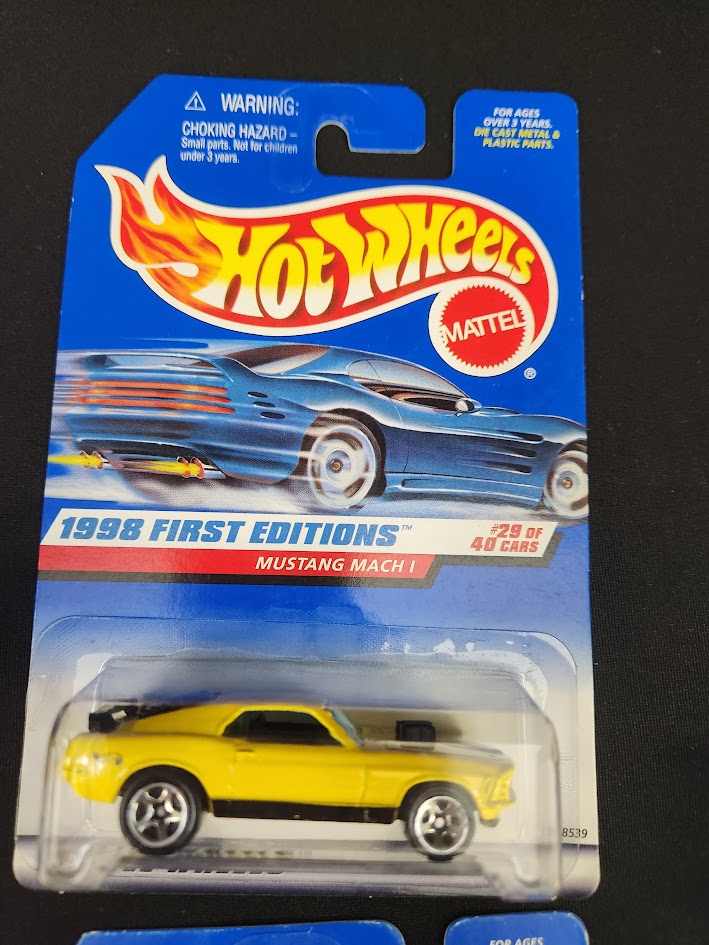 WARNING:
CHOKING HAZARD –
Small parts. Not for children
under 3 years.
FOR AGES
OVER 3 YEARS.
DIE CAST METAL &
PLASTIC PARTS.
HOT WHEELS
MATTEL
®
1998 FIRST EDITIONS™
#29 OF
40 CARS
MUSTANG MACH I
8539
FOR AGES